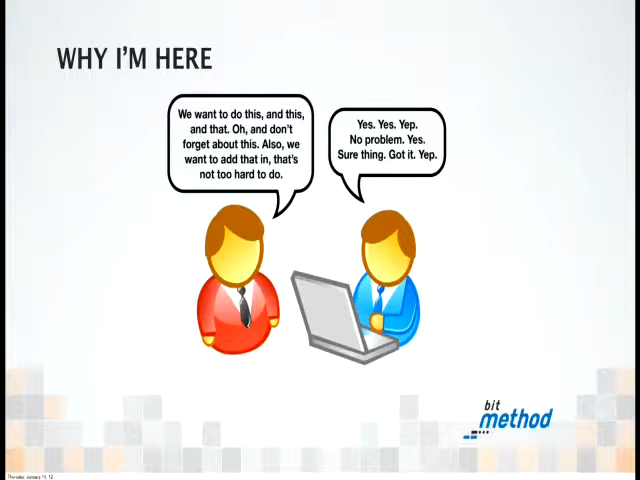 WHY I'M HERE
We want to do this, and this,
and that. Oh, and don't
forget about this. Also, we
want to add that in, that's
not too hard to do.
Yes. Yes. Yep.
No problem. Yes.
Sure thing. Got it. Yep.
bit
method